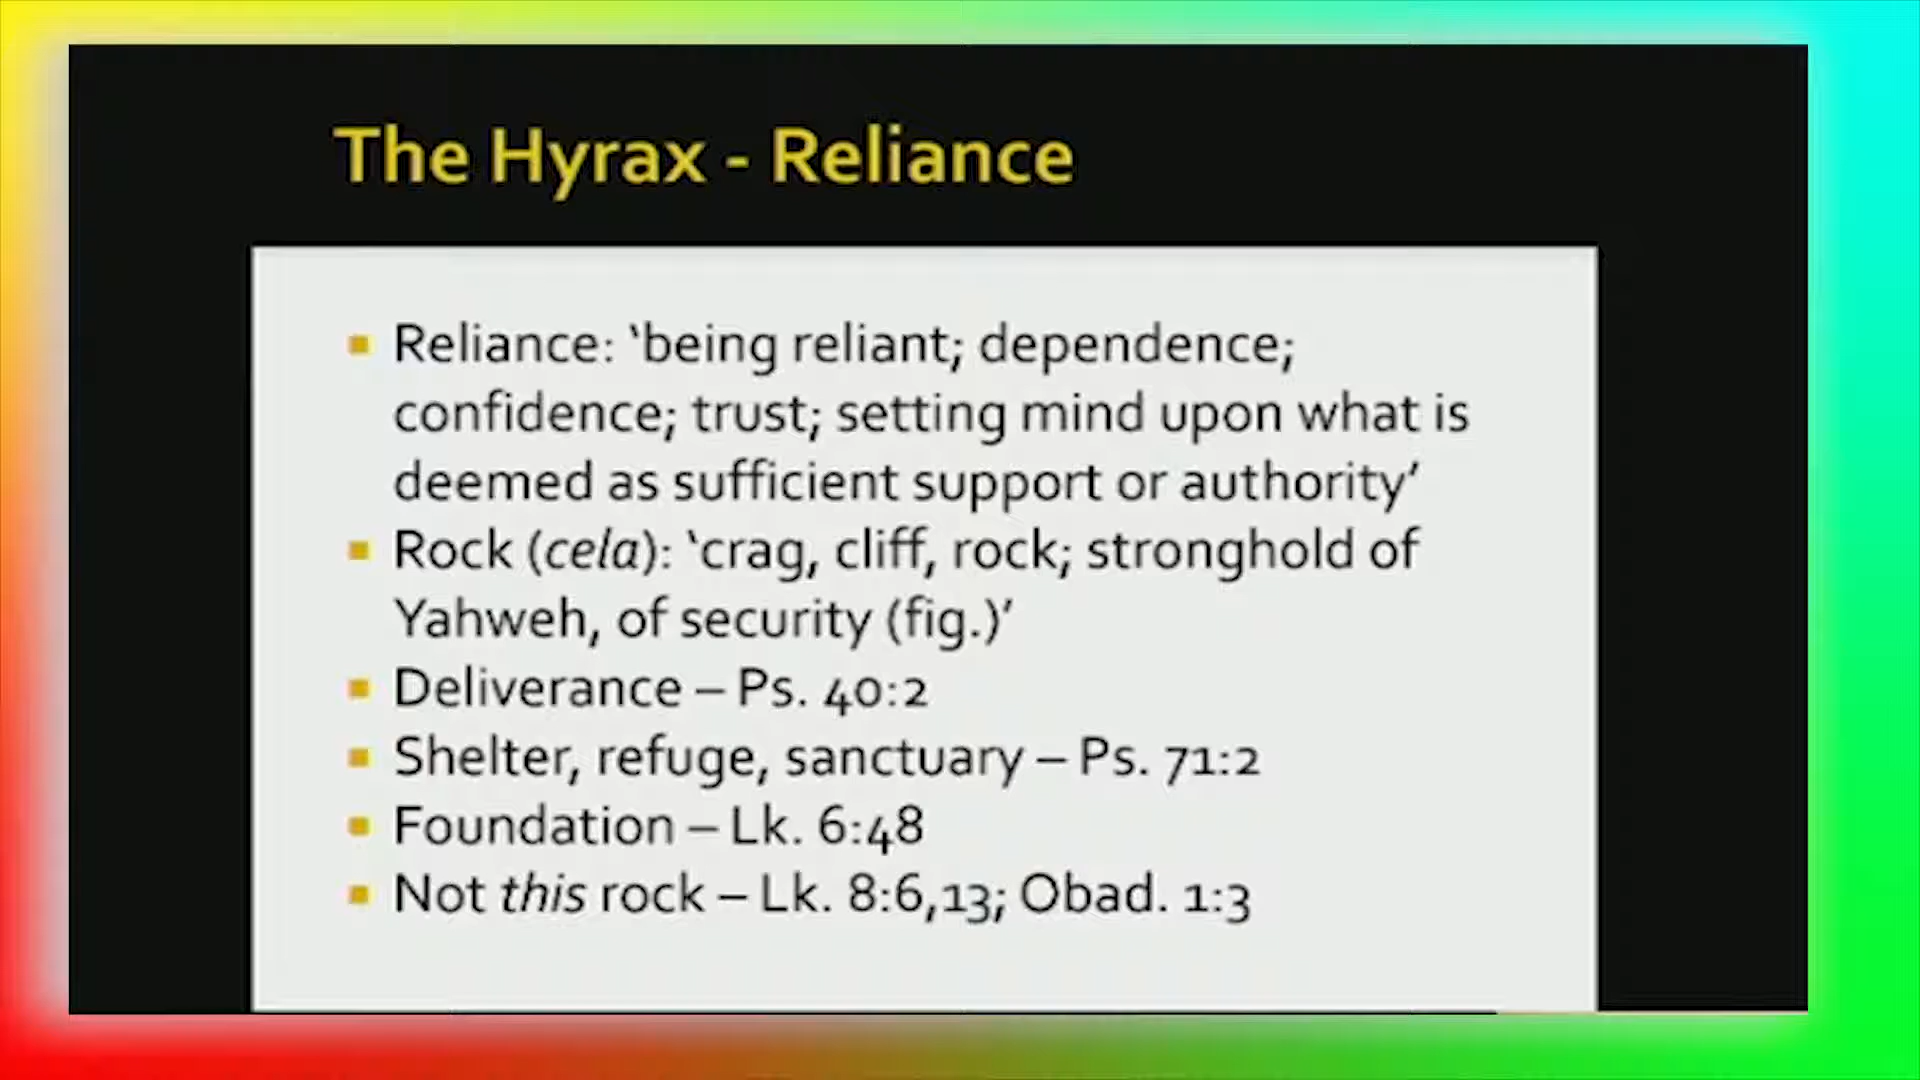 The Hyrax - Reliance
Reliance: ‘being reliant; dependence;
confidence; trust; setting mind upon what is
deemed as sufficient support or authority’
Rock (cela): ‘crag, cliff, rock; stronghold of
Yahweh, of security (fig.)’
Deliverance – Ps. 40:2
Shelter, refuge, sanctuary – Ps. 71:2
Foundation – Lk. 6:48
Not this rock – Lk. 8:6,13; Obad. 1:3